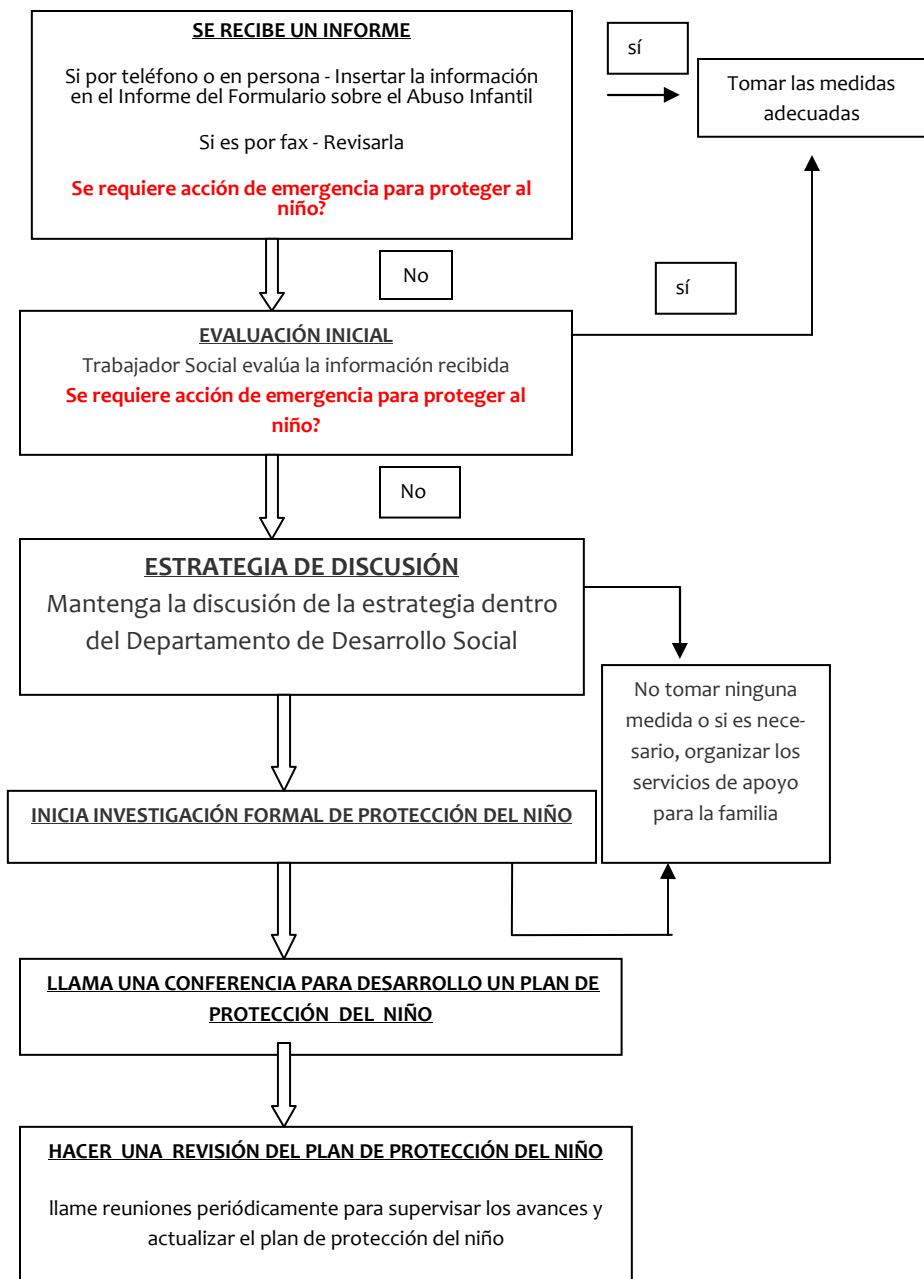 SE RECIBE UN INFORME
Si por teléfono o en persona - Insertar la información
en el Informe del Formulario sobre el Abuso Infantil
Si es por fax - Revisarla
Se requiere acción de emergencia para proteger al
niño?
sí
Tomar las medidas
adecuadas
No
sí
EVALUACIÓN INICIAL
Trabajador Social evalúa la información recibida
Se requiere acción de emergencia para proteger al
niño?
No
ESTRATEGIA DE DISCUSIÓN
Mantenga la discusión de la estrategia dentro
del Departamento de Desarrollo Social
No tomar ninguna
medida o si es nece-
sario, organizar los
servicios de apoyo
para la familia
INICIA INVESTIGACIÓN FORMAL DE PROTECCIÓN DEL NIÑO
LLAMA UNA CONFERENCIA PARA DESARROLLO UN PLAN DE
PROTECCIÓN DEL NIÑO
HACER UNA REVISIÓN DEL PLAN DE PROTECCIÓN DEL NIÑO
llame reuniones periódicamente para supervisar los avances y
actualizar el plan de protección del niño